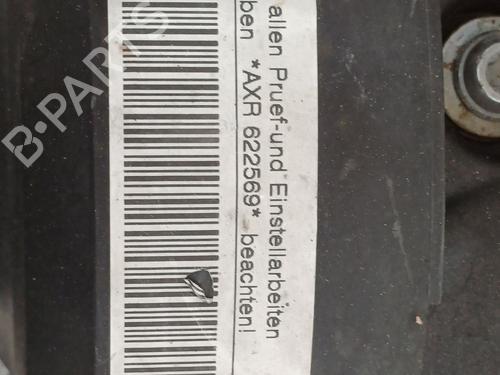 allen Pruef-und Einstellarbeiten
ben *AXR 622569* beachten!
B-PARTS